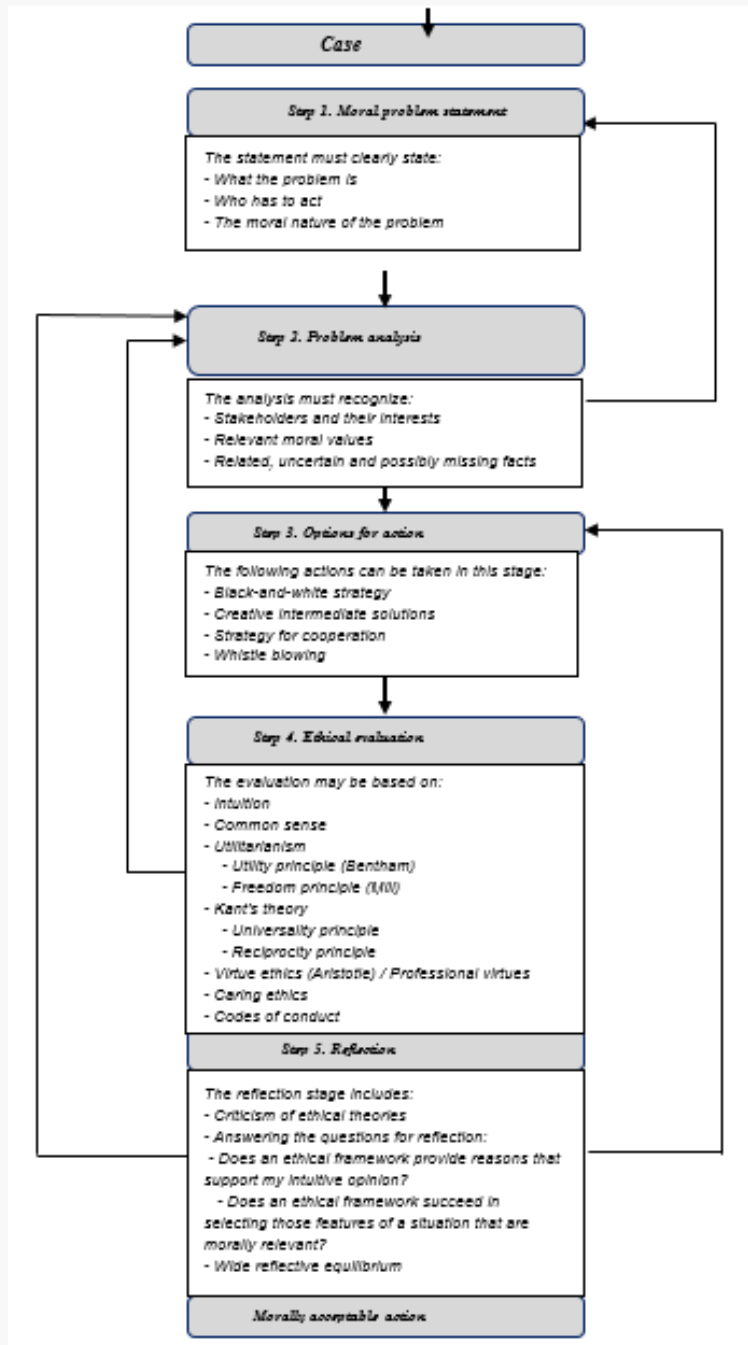 Case
Step 1. Moral problem statement
The statement must clearly state:
- What the problem is
- Who has to act
- The moral nature of the problem
Step 2. Problem analysis
The analysis must recognize:
- Stakeholders and their interests
- Relevant moral values
- Related, uncertain and possibly missing facts
Step 3. Options for action
The following actions can be taken in this stage:
- Black-and-white strategy
- Creative intermediate solutions
- Strategy for cooperation
- Whistle blowing
Step 4. Ethical evaluation
The evaluation may be based on:
- Intuition
- Common sense
- Utilitarianism
- Utility principle (Bentham)
- Freedom principle (Mill)
- Kant's theory
- Universality principle
- Reciprocity principle
- Virtue ethics (Aristotle) / Professional virtues
- Caring ethics
- Codes of conduct
Step 5. Reflection
The reflection stage includes:
- Criticism of ethical theories
- Answering the questions for reflection:
- Does an ethical framework provide reasons that
support my intuitive opinion?
- Does an ethical framework succeed in
selecting those features of a situation that are
morally relevant?
- Wide reflective equilibrium
Morally acceptable action